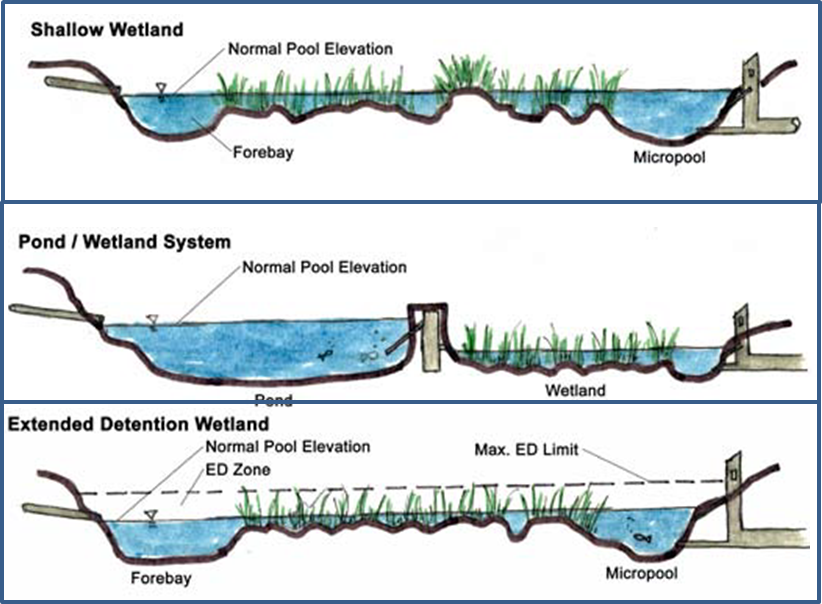 Shallow Wetland
Normal Pool Elevation
Forebay
Micropool
Pond / Wetland System
Normal Pool Elevation
Pond
Wetland
Extended Detention Wetland
Normal Pool Elevation
ED Zone
Max. ED Limit
Forebay
Micropool